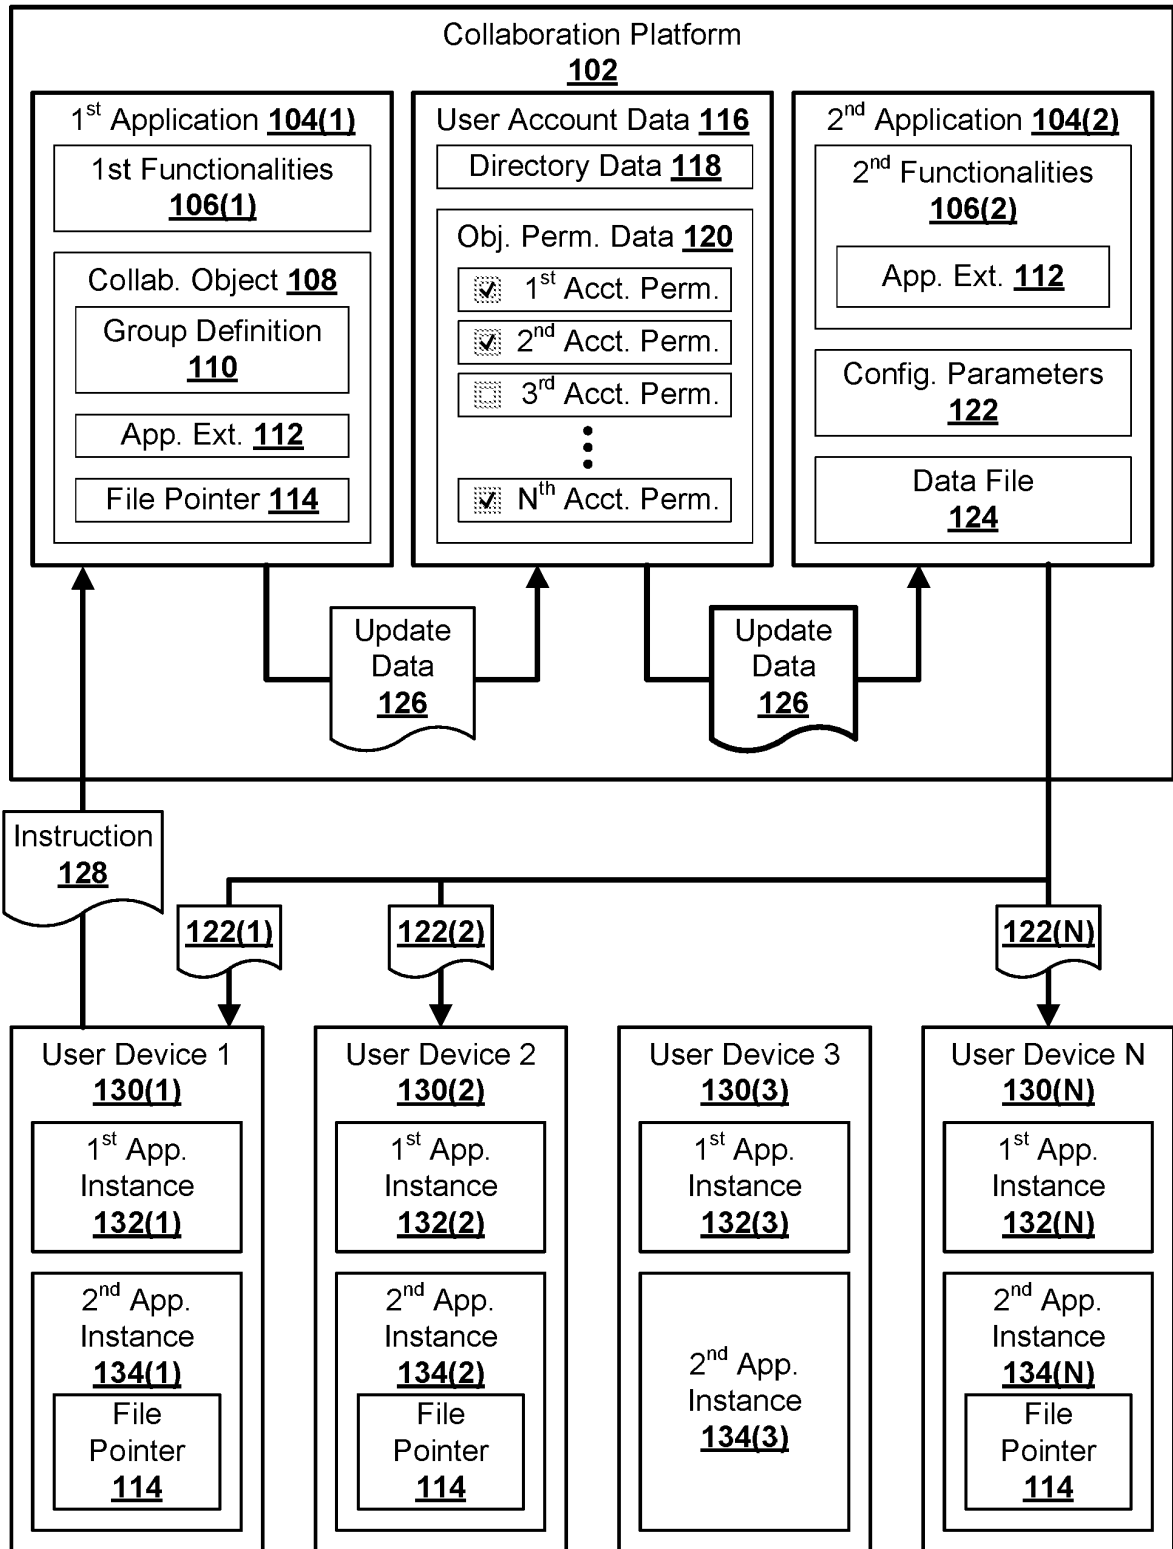 Collaboration Platform
102
1st Application 104(1)
1st Functionalities
106(1)
Collab. Object 108
Group Definition
110
App. Ext. 112
File Pointer 114
User Account Data 116
Directory Data 118
Obj. Perm. Data 120
1st Acct. Perm.
2nd Acct. Perm.
3rd Acct. Perm.
Nth Acct. Perm.
2nd Application 104(2)
2nd Functionalities
106(2)
App. Ext. 112
Config. Parameters
122
Data File
124
Update
Data
126
Update
Data
126
Instruction
128
122(1)
122(2)
122(N)
User Device 1
130(1)
1st App.
Instance
132(1)
2nd App.
Instance
134(1)
File
Pointer
114
User Device 2
130(2)
1st App.
Instance
132(2)
2nd App.
Instance
134(2)
File
Pointer
114
User Device 3
130(3)
1st App.
Instance
132(3)
2nd App.
Instance
134(3)
User Device N
130(N)
1st App.
Instance
132(N)
2nd App.
Instance
134(N)
File
Pointer
114